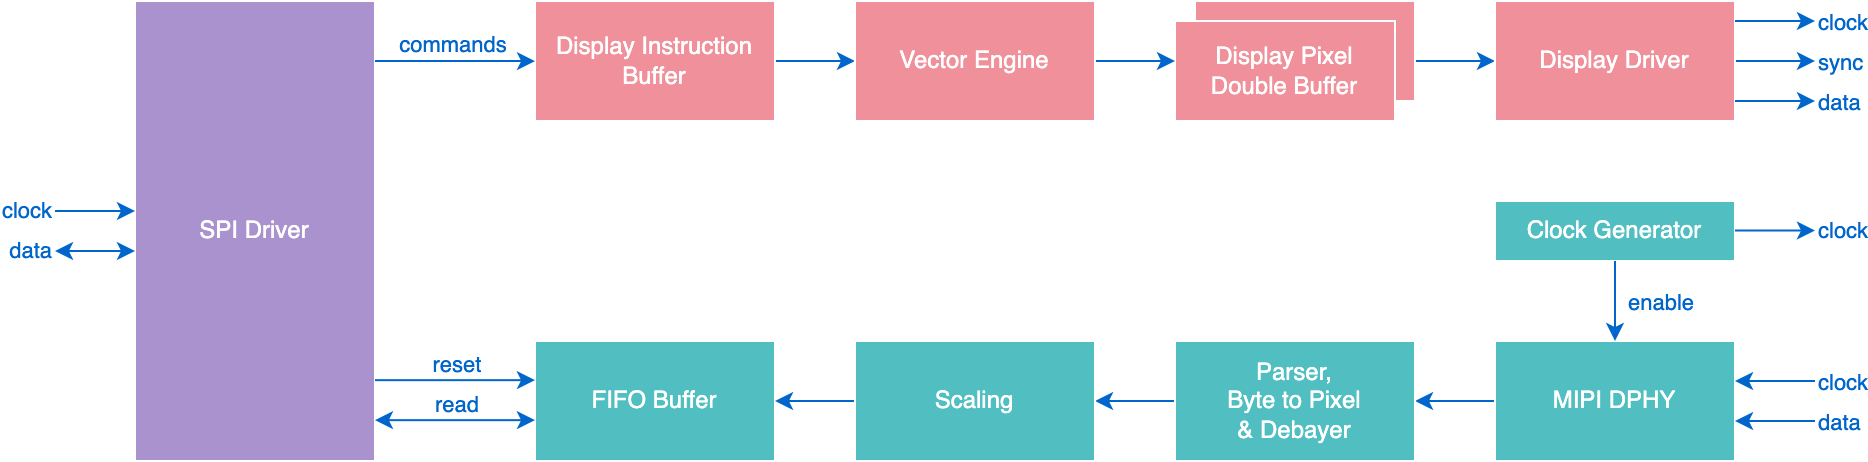 commands
Display Instruction
Buffer
Vector Engine
Display Pixel
Double Buffer
Display Driver
clock
sync
data
clock
data
SPI Driver
Clock Generator
clock
enable
reset
read
FIFO Buffer
Scaling
Parser,
Byte to Pixel
& Debayer
MIPI DPHY
clock
data